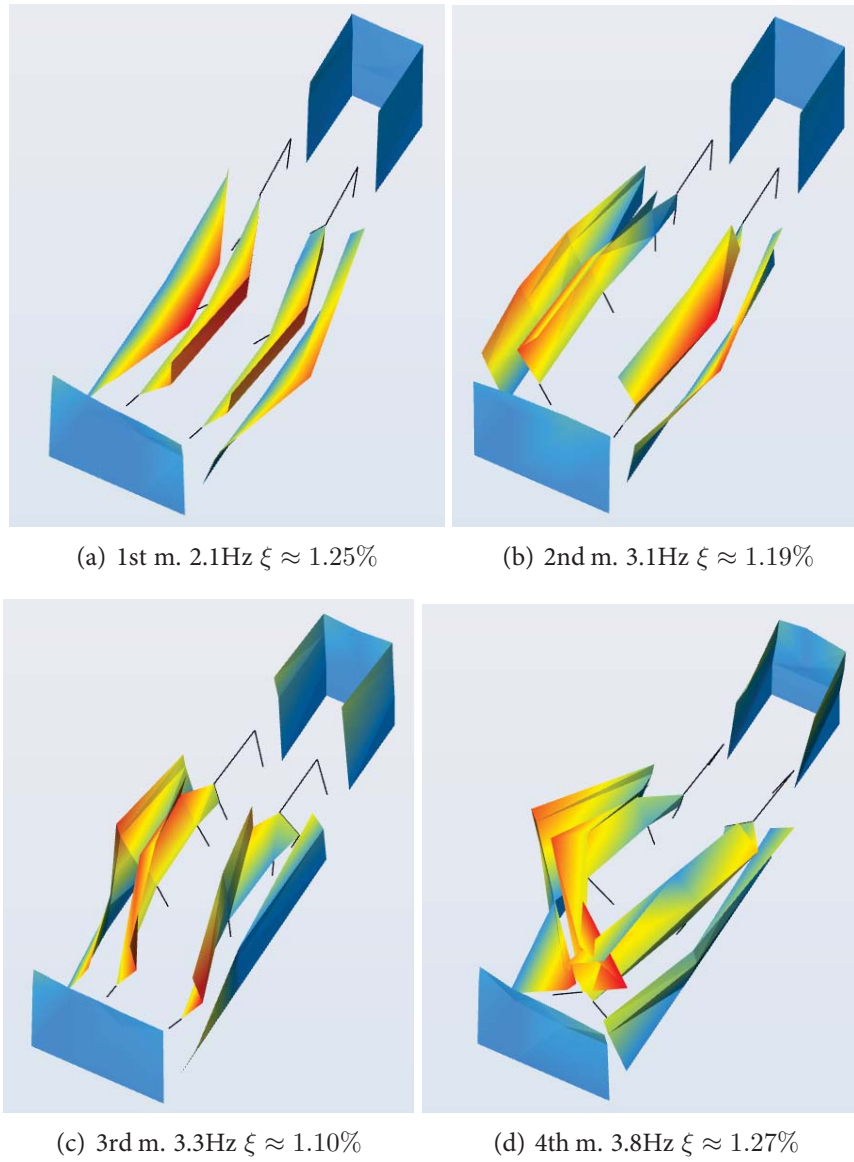 (a) 1st m. 2.1Hz ξ ≈ 1.25%
(b) 2nd m. 3.1Hz ξ ≈ 1.19%
(c) 3rd m. 3.3Hz ξ ≈ 1.10%
(d) 4th m. 3.8Hz ξ ≈ 1.27%